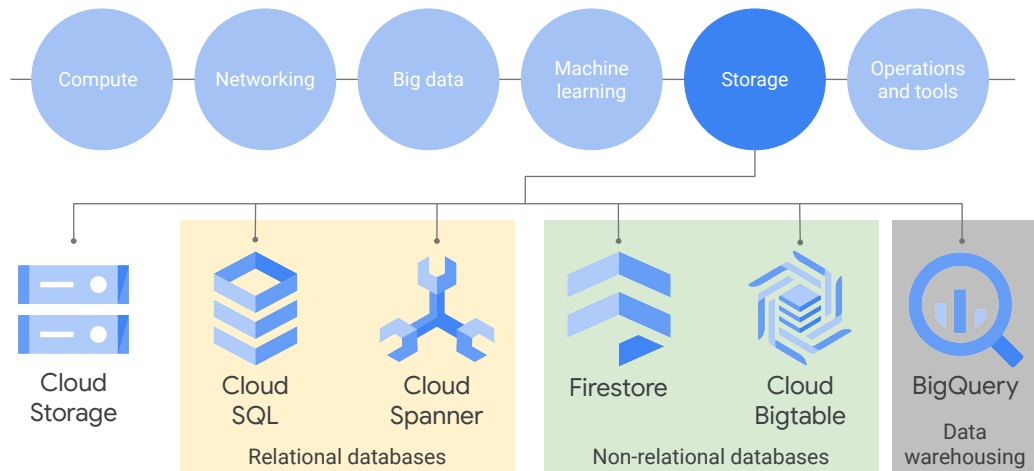 Compute
Networking
Big data
Machine
learning
Storage
Operations
and tools
Cloud
Storage
Cloud
SQL
Cloud
Spanner
Relational databases
Firestore
Cloud
Bigtable
Non-relational databases
BigQuery
Data
warehousing